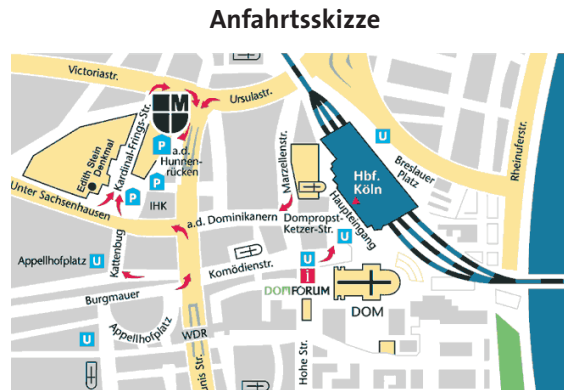 Anfahrtsskizze
Victoriastr.
Ursulastr.
M
Kardinal-Frings-Str.
P
a.d.
Hunnen-
rücken
Edith Stein
Denkmal
P
P
IHK
Unter Sachsenhausen
Marzellenstr.
U
Breslauer
Platz
Rheinuferstr.
Hbf.
Köln
Haupteingang
a.d. Dominikanern
Dompropst-
Ketzer-Str.
U
Kattenbug
Appellhofplatz
U
Komödienstr.
U
i
DOMFORUM
DOM
Burgmauer
Appellhofplatz
U
WDR
Hohe Str.
U